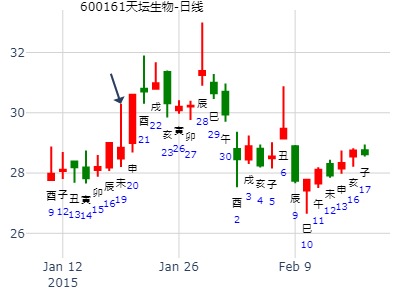 600161天坛生物-日线
32
30
28
26
酉 9
子 12
丑 13
寅 14
卯 15
辰 16
未 19
申 20
酉 21
戌 22
亥 23
寅 26
卯 27
辰 28
巳 29
午 30
酉 2
戌 3
亥 4
子 5
丑 6
辰 9
巳 10
午 11
未 12
申 13
亥 16
子 17
Jan 12
2015
Jan 26
Feb 9